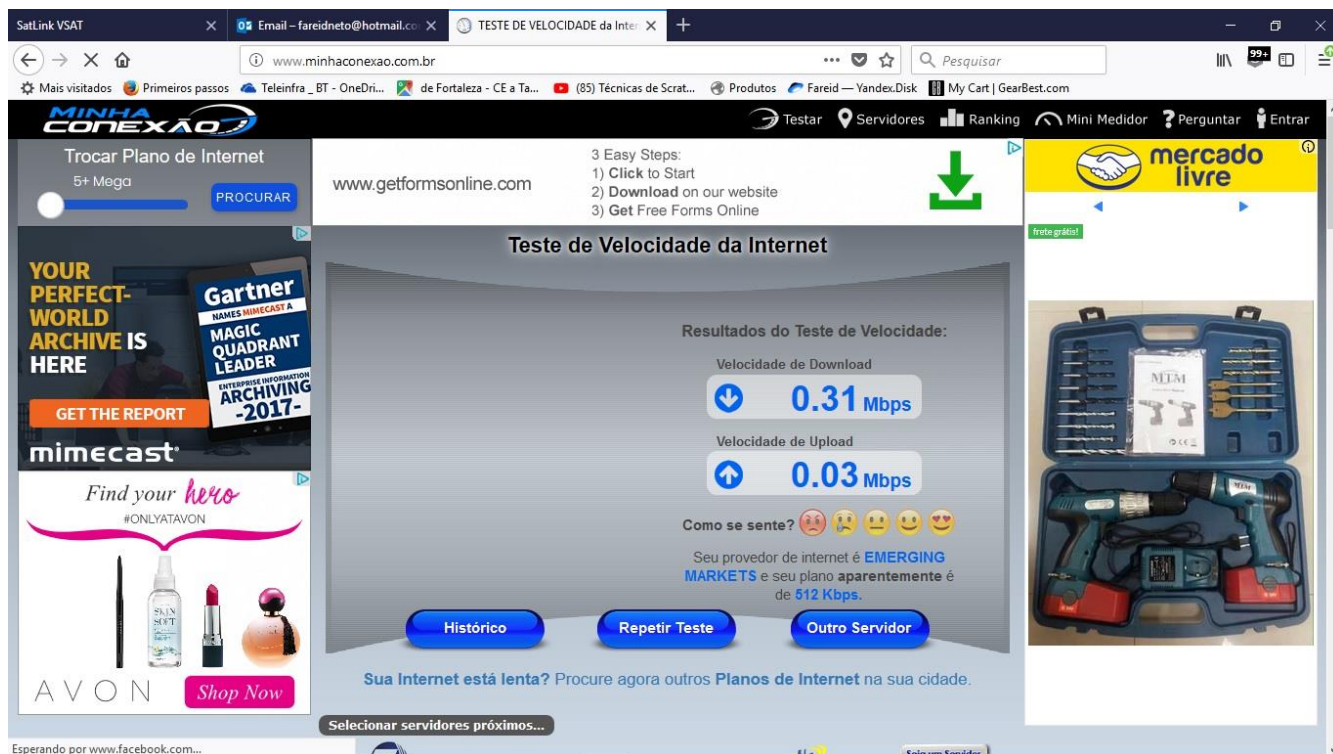 SatLink VSAT
Email – fareidneto@hotmail.co
TESTE DE VELOCIDADE da Inter
www.minhaconexao.com.br
Pesquisar
99+
Mais visitados Primeiros passos Teleinfra _ BT - OneDri... de Fortaleza - CE a Ta... (85) Técnicas de Scrat... Produtos Fareid — Yandex.Disk My Cart | GearBest.com
MINHA
CONEXÃO
Testar Servidores Ranking Mini Medidor Perguntar Entrar
Trocar Plano de Internet
5+ Mega
PROCURAR
www.getformsonline.com
3 Easy Steps:
1) Click to Start
2) Download on our website
3) Get Free Forms Online
mercado
livre
frete grátis!
YOUR
PERFECT-
WORLD
ARCHIVE IS
HERE
GET THE REPORT
mimecast
Gartner
NAMES MIMECAST A
MAGIC
QUADRANT
LEADER
ENTERPRISE INFORMATION
ARCHIVING
-2017-
Find your hero
#ONLYATAVON
SKIN
SOFT
AVON
Shop Now
Teste de Velocidade da Internet
Resultados do Teste de Velocidade:
Velocidade de Download
0.31 Mbps
Velocidade de Upload
0.03 Mbps
Como se sente?
Seu provedor de internet é EMERGING
MARKETS e seu plano aparentemente é
de 512 Kbps.
Histórico
Repetir Teste
Outro Servidor
Sua Internet está lenta? Procure agora outros Planos de Internet na sua cidade.
Selecionar servidores próximos...
MTM
Esperando por www.facebook.com...
Seja um Servidor